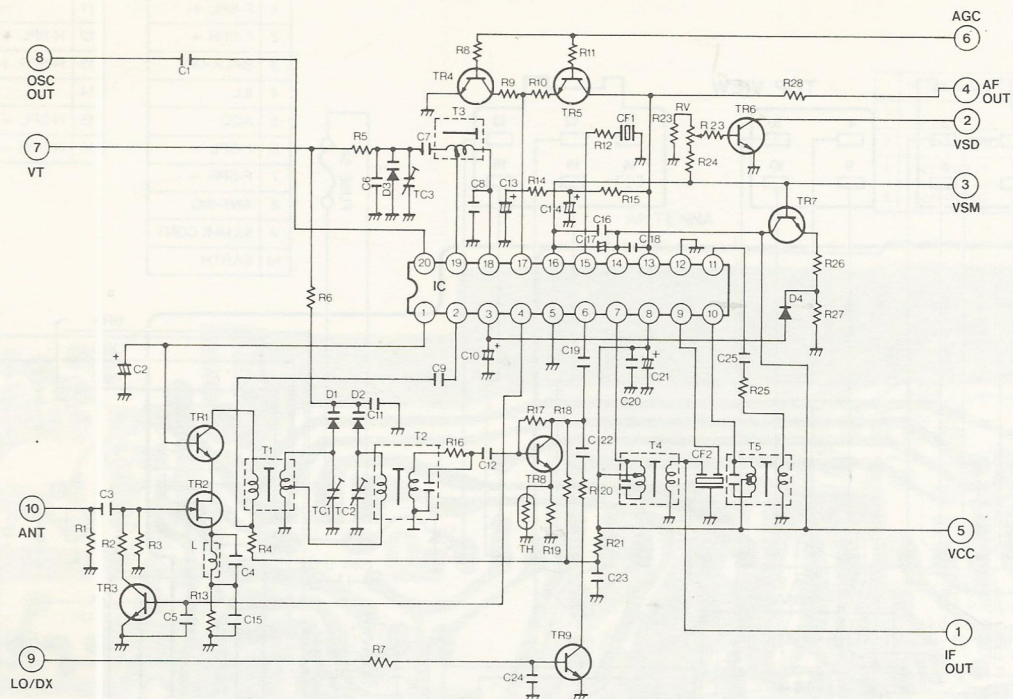 AGC
6
8
OSC
OUT
C1
R8
R11
TR4
R9
R10
TR5
R28
4
AF
OUT
T3
R23
RV
R 23
TR6
2
VSD
7
VT
R5
C7
C6
D3
TC3
R12
CF1
R24
C8
C13
+
R14
C14
+
R15
3
VSM
TR7
C16
C17
C18
20
19
18
17
16
15
14
13
12
11
IC
1
2
3
4
5
6
7
8
9
10
R6
R26
D4
R27
+
C2
C9
C10
+
C19
C20
+
C21
C25
R25
D1
D2
C11
TR1
T1
T2
R16
C12
R17
R18
TR8
C22
T4
CF2
T5
TR2
TC1
TC2
R20
10
ANT
C3
R1
R2
R3
L
R4
C4
TH
R19
R21
C23
5
VCC
TR3
C5
R13
C15
1
IF
OUT
9
LO/DX
R7
C24
TR9